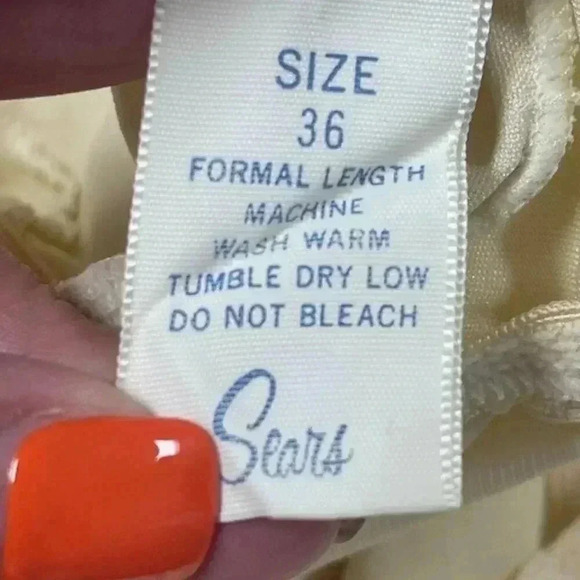 SIZE
36
FORMAL LENGTH
MACHINE
WASH WARM
TUMBLE DRY LOW
DO NOT BLEACH
Sears